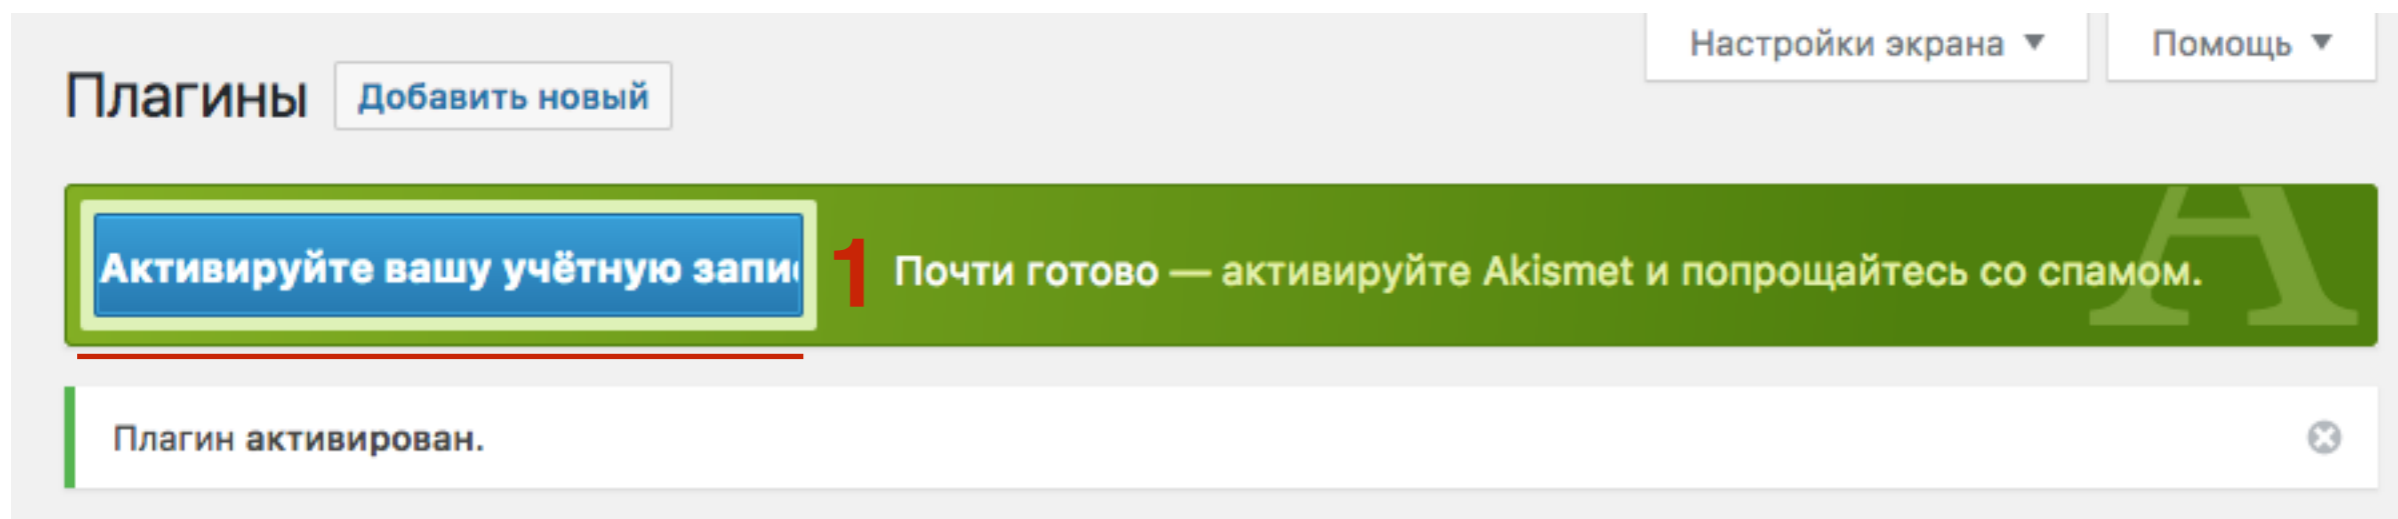 Настройки экрана ▼ Помощь ▼
Плагины Добавить новый
Активируйте вашу учётную 1 Почти готово — активируйте Akismet и попрощайтесь со спамом.
Плагин активирован.